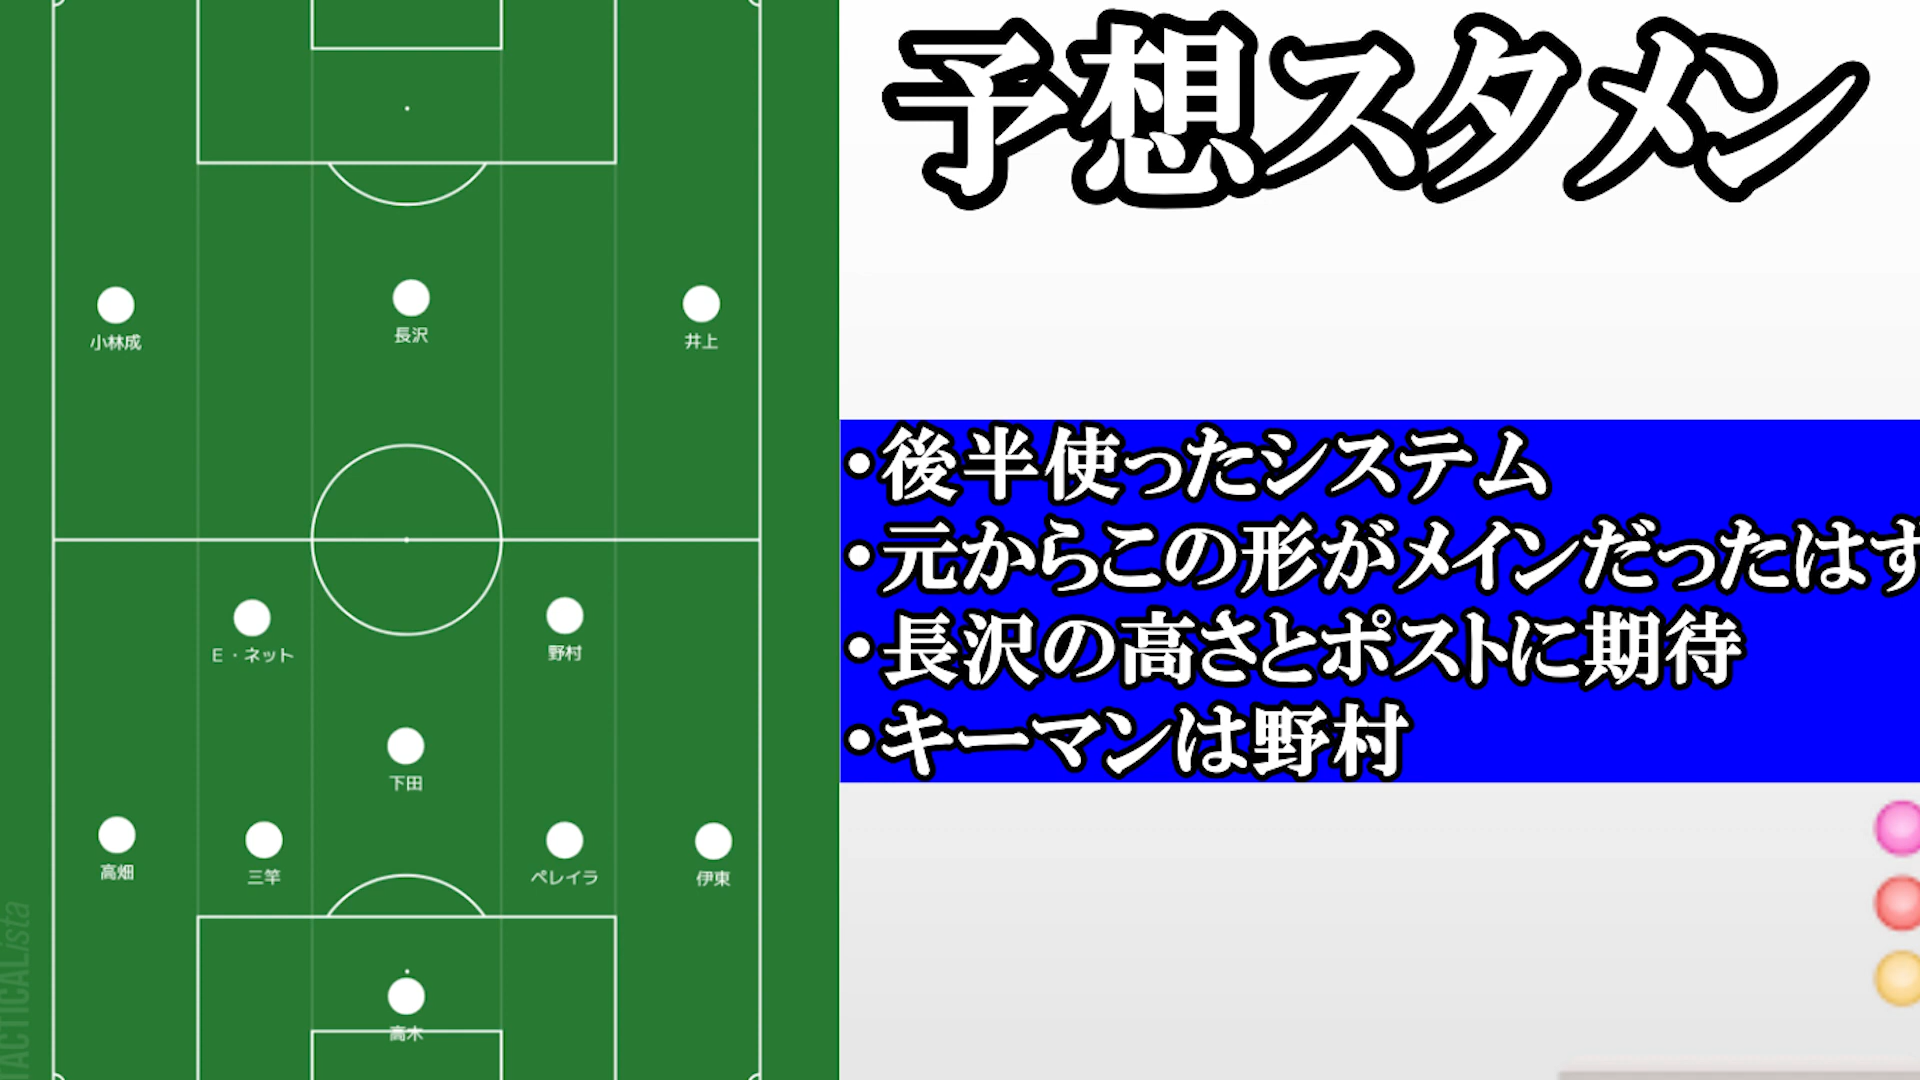 予想スタメン
小林成
長沢
井上
・後半使ったシステム
・元からこの形がメインだったはず
・長沢の高さとポストに期待
・キーマンは野村
E・ネット
野村
下田
高畑
三竿
ペレイラ
伊東
高木
TACTICALista